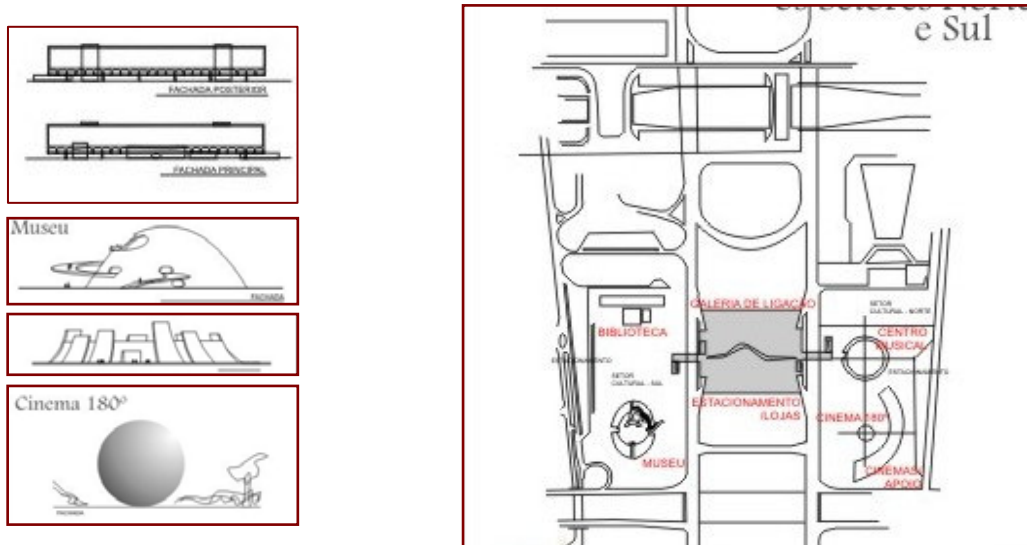 FACHADA POSTERIOR
FACHADA PRINCIPAL
Museu
FACHADA
Cinema 180º
FACHADA
e Sul
GALERIA DE LIGAÇÃO
BIBLIOTECA
SETOR
CULTURAL - SUL
SETOR
CULTURAL - NORTE
CENTRO
MUSICAL
ESTACIONAMENTO
ESTACIONAMENTO
/LOJAS
CINEMA 180º
MUSEU
CINEMAS/
APOIO